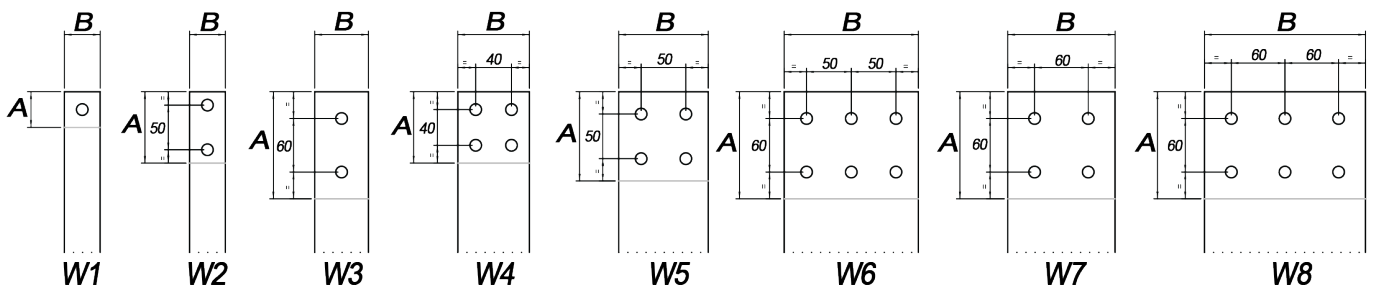 B B B B B B B B
= 40 = = 50 = = 50 50 = = 60 = = 60 60 =
A A 50 = = A 60 = = A 40 = = A 50 = = A 60 = = A 60 = = A 60 = =
W1 W2 W3 W4 W5 W6 W7 W8